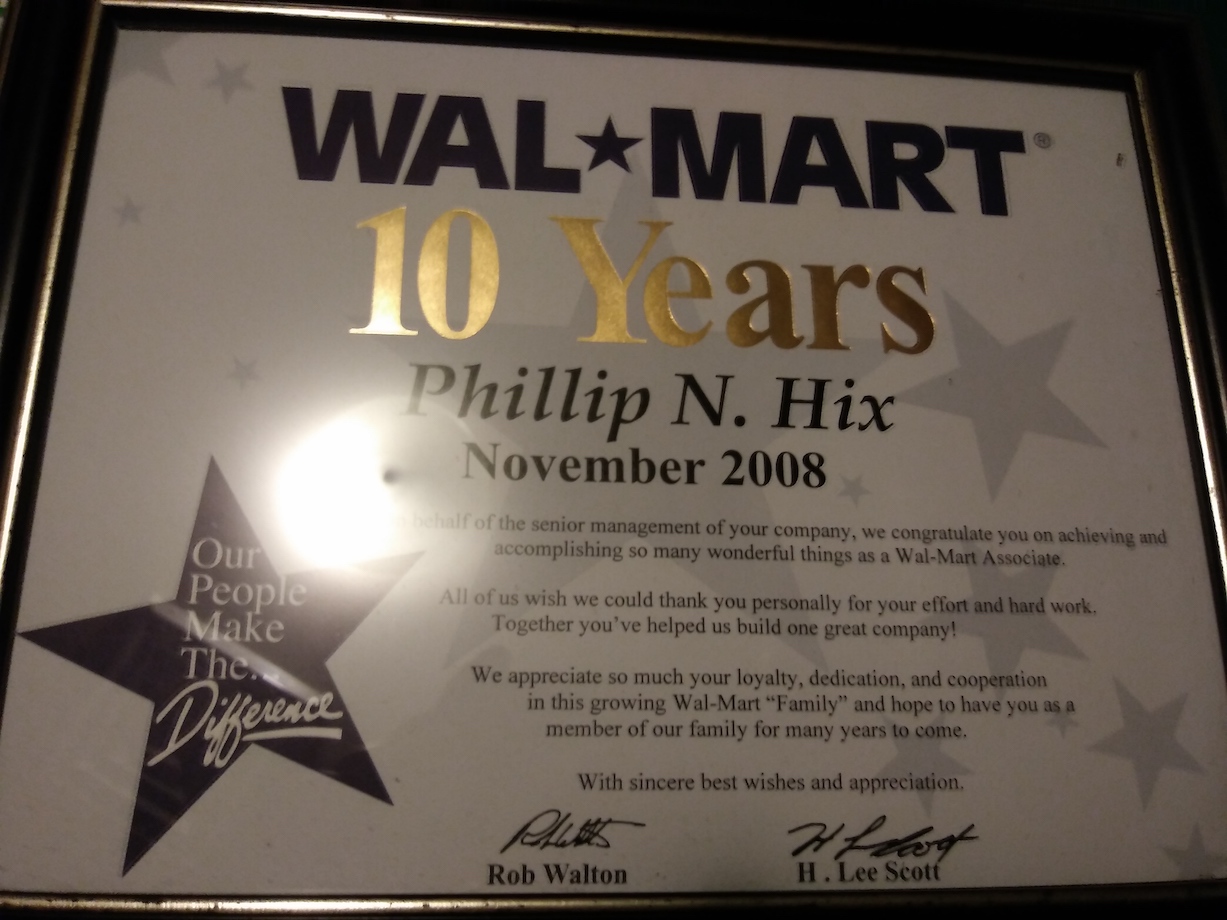 WAL★MART®
10 Years
Phillip N. Hix
November 2008
behalf of the senior management of your company, we congratulate you on achieving and
accomplishing so many wonderful things as a Wal-Mart Associate.
All of us wish we could thank you personally for your effort and hard work.
Together you've helped us build one great company!
We appreciate so much your loyalty, dedication, and cooperation
in this growing Wal-Mart “Family” and hope to have you as a
member of our family for many years to come.
With sincere best wishes and appreciation.
Rob Walton
H . Lee Scott
Our
People
Make
The...
Difference